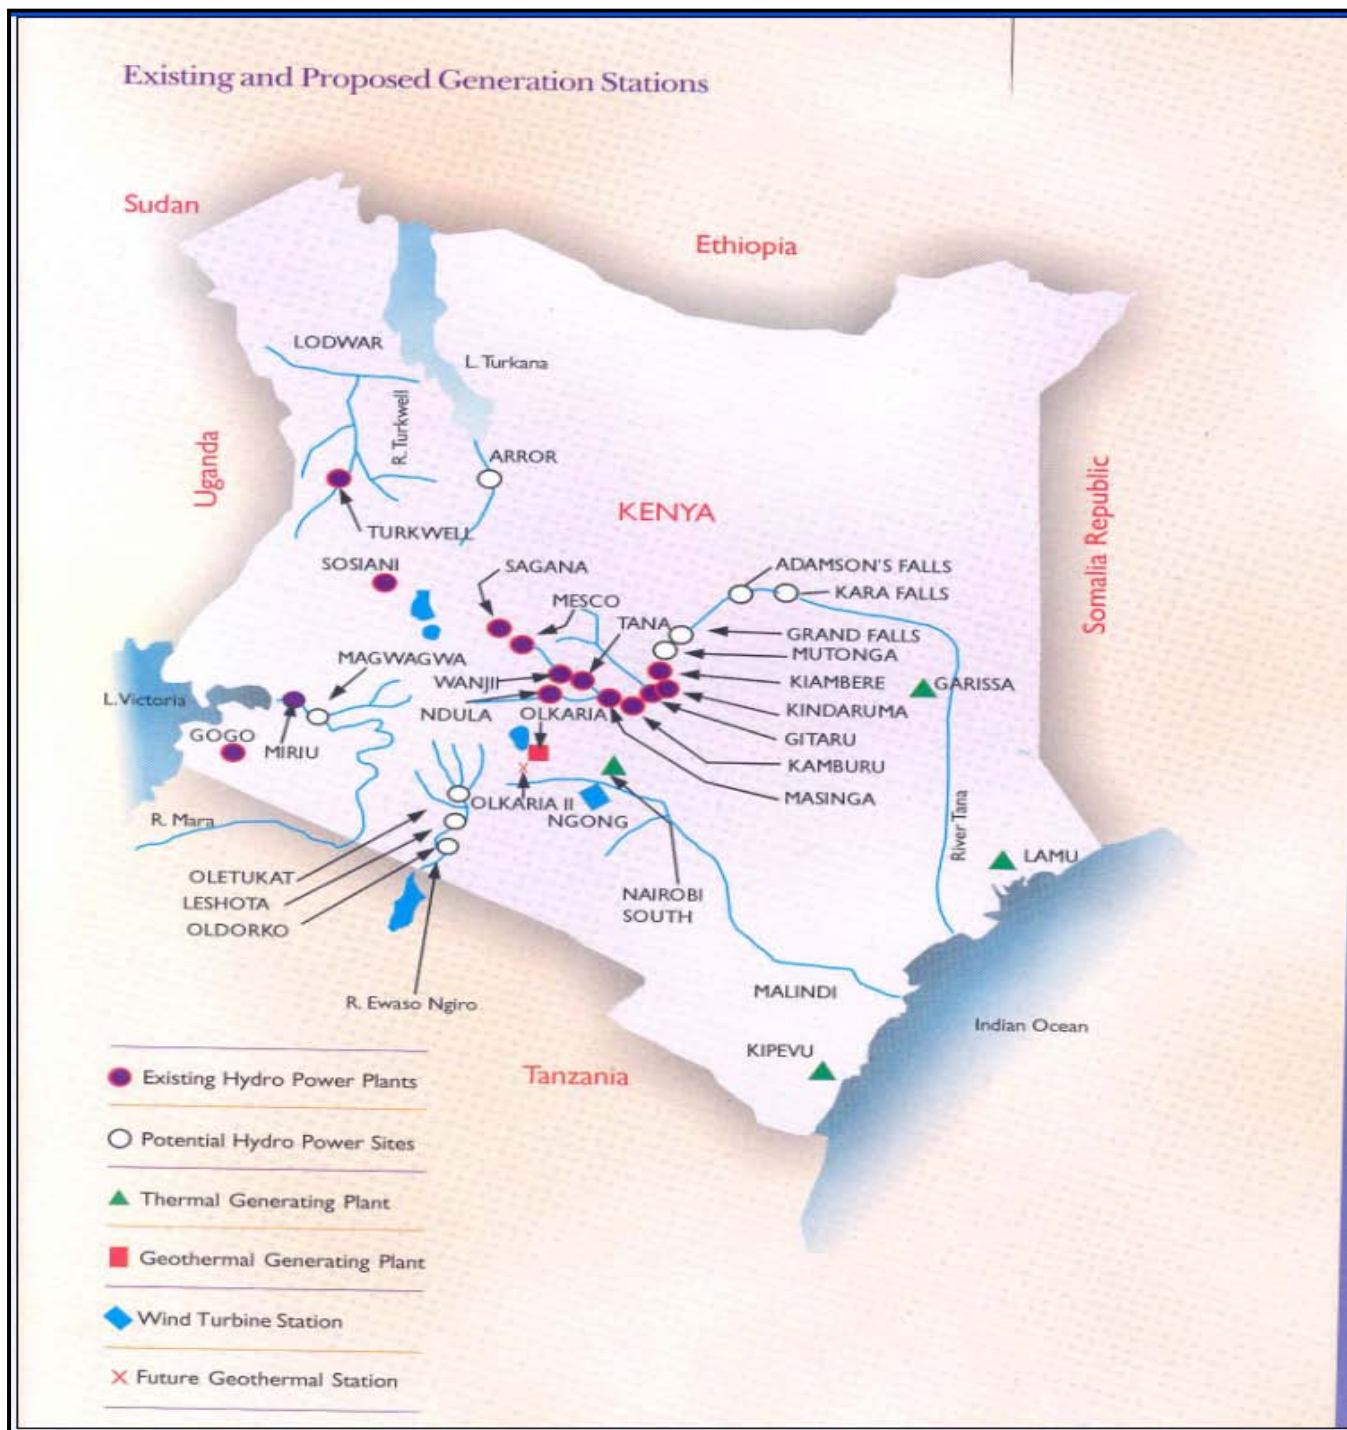 Existing and Proposed Generation Stations
Sudan
Ethiopia
LODWAR
L. Turkana
R. Turkwell
Uganda
ARROR
KENYA
Somalia Republic
TURKWELL
SOSIANI
SAGANA
ADAMSON'S FALLS
KARA FALLS
MESCO
TANA
GRAND FALLS
MUTONGA
MAGWAGWA
WANJII
KIAMBERE
GARISSA
L. Victoria
NDULA
OLKARIA
KINDARUMA
GOGO
MIRIU
GITARU
KAMBURU
OLKARIA II
MASINGA
NGONG
R. Mara
River Tana
LAMU
OLETUKAT
LESHOTA
OLDORKO
NAIROBI
SOUTH
R. Ewaso Ngiro
MALINDI
Indian Ocean
KIPEVU
Tanzania
Existing Hydro Power Plants
Potential Hydro Power Sites
Thermal Generating Plant
Geothermal Generating Plant
Wind Turbine Station
Future Geothermal Station